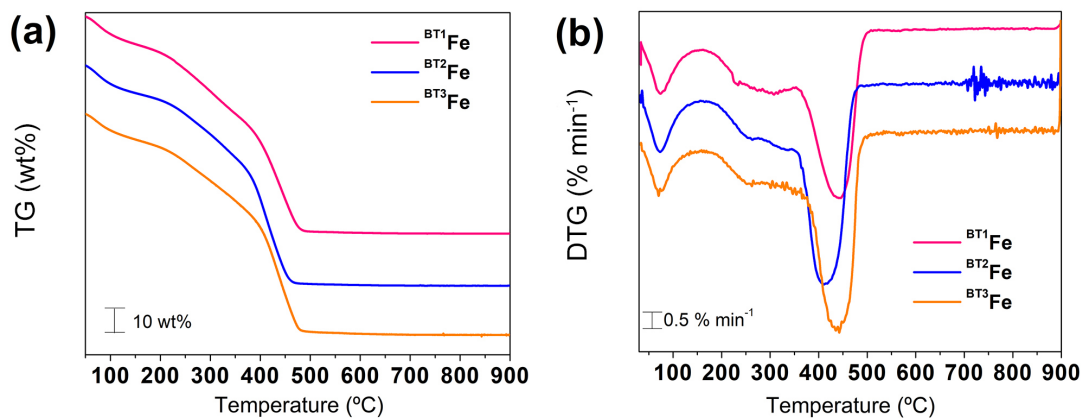 (a)
BT1Fe
BT2Fe
BT3Fe
TG (wt%)
10 wt%
100 200 300 400 500 600 700 800 900
Temperature (ºC)
(b)
DTG (% min-1)
BT1Fe
BT2Fe
BT3Fe
0.5 % min-1
100 200 300 400 500 600 700 800 900
Temperature (ºC)